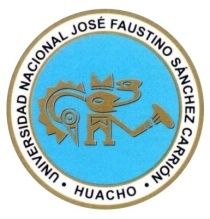 UNIVERSIDAD NACIONAL JOSÉ FAUSTINO SÁNCHEZ CARRIÓN
• HUACHO •